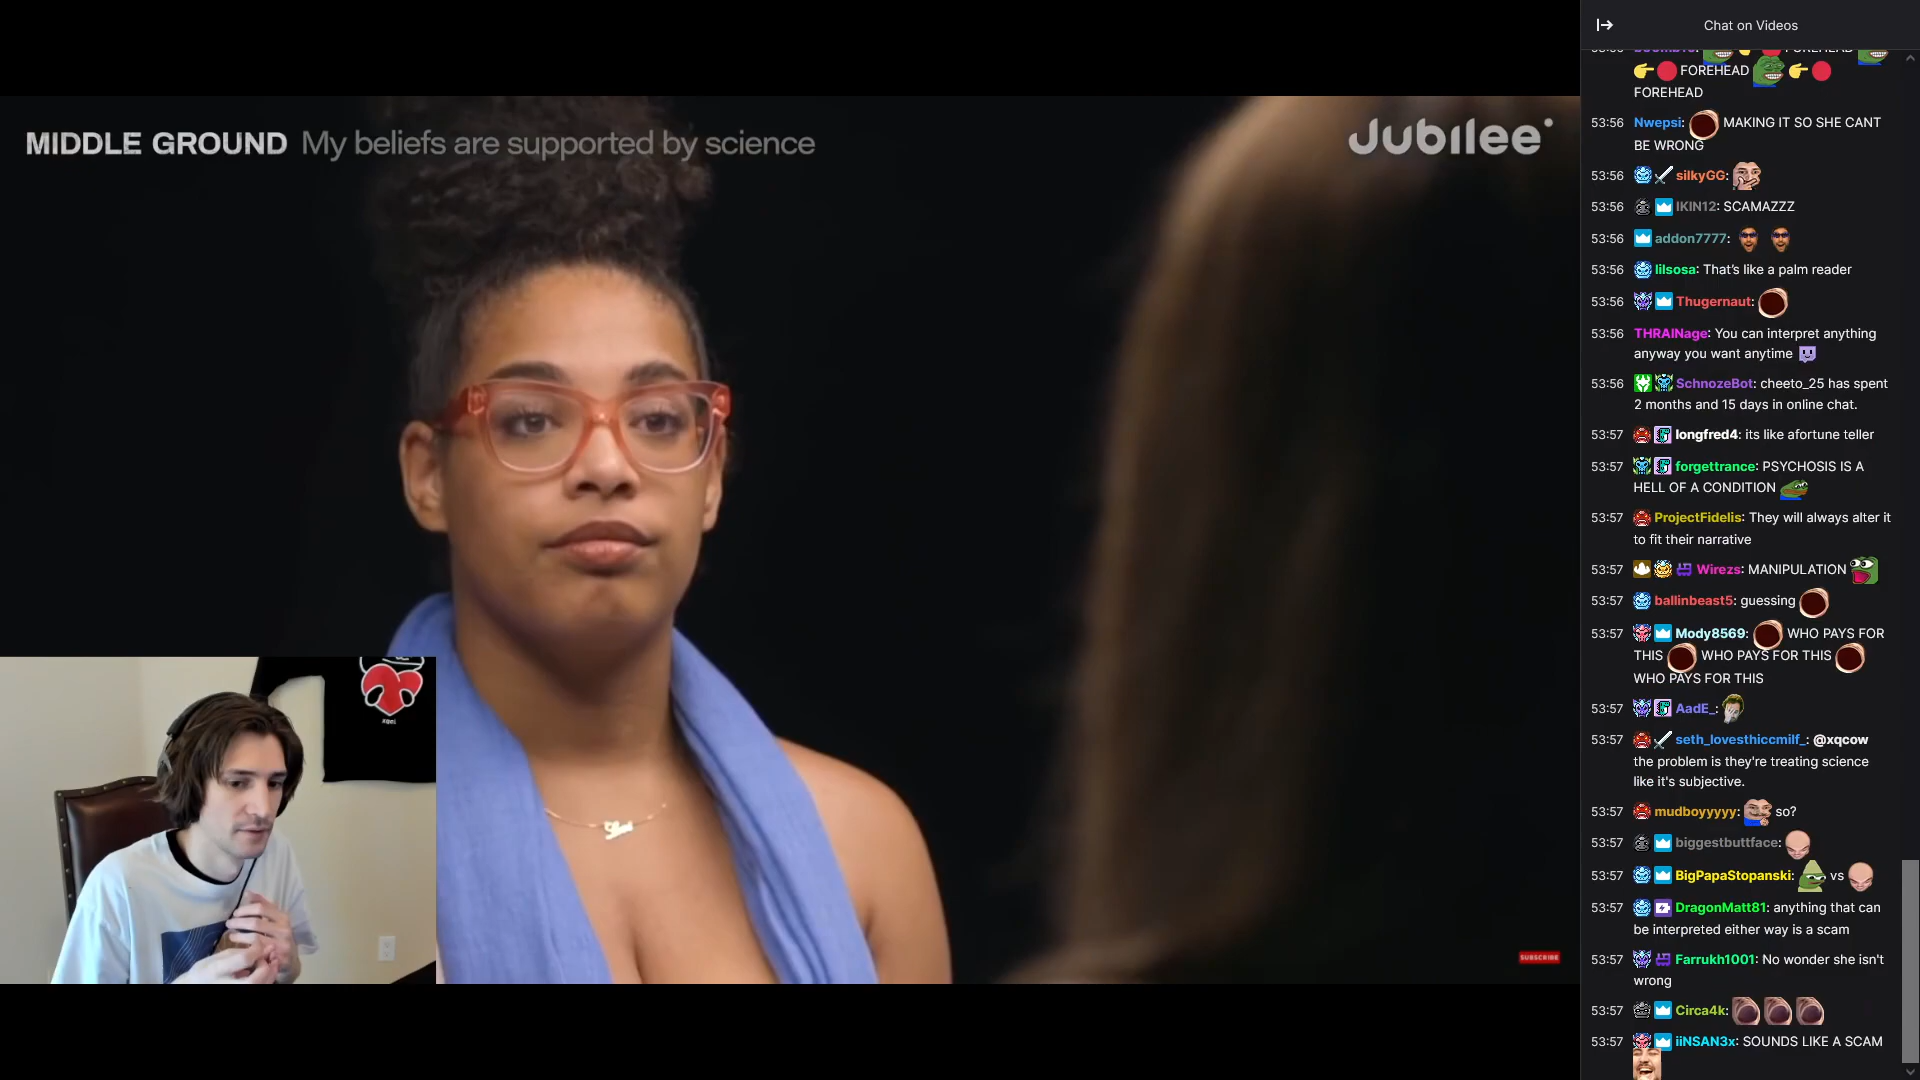 MIDDLE GROUND My beliefs are supported by science
Jubilee
SUBSCRIBE
xqei
Chat on Videos
FOREHEAD
FOREHEAD
FOREHEAD
53:56 Nwepsi: MAKING IT SO SHE CANT
BE WRONG
53:56 silkyGG:
53:56 IKIN12: SCAMAZZZ
53:56 addon7777:
53:56 lilsosa: That's like a palm reader
53:56 Thugernaut:
53:56 THRAINage: You can interpret anything
anyway you want anytime
53:56 SchnozeBot: cheeto_25 has spent
2 months and 15 days in online chat.
53:57 longfred4: its like afortune teller
53:57 forgettrance: PSYCHOSIS IS A
HELL OF A CONDITION
53:57 ProjectFidelis: They will always alter it
to fit their narrative
53:57 Wirezs: MANIPULATION
53:57 ballinbeast5: guessing
53:57 Mody8569: WHO PAYS FOR
THIS WHO PAYS FOR THIS
WHO PAYS FOR THIS
53:57 AadE_:
53:57 seth_lovesthiccmilf_: @xqcow
the problem is they're treating science
like it's subjective.
53:57 mudboyyyyy: so?
53:57 biggestbuttface:
53:57 BigPapaStopanski: vs
53:57 DragonMatt81: anything that can
be interpreted either way is a scam
53:57 Farrukh1001: No wonder she isn't
wrong
53:57 Circa4k:
53:57 iiNSAN3x: SOUNDS LIKE A SCAM